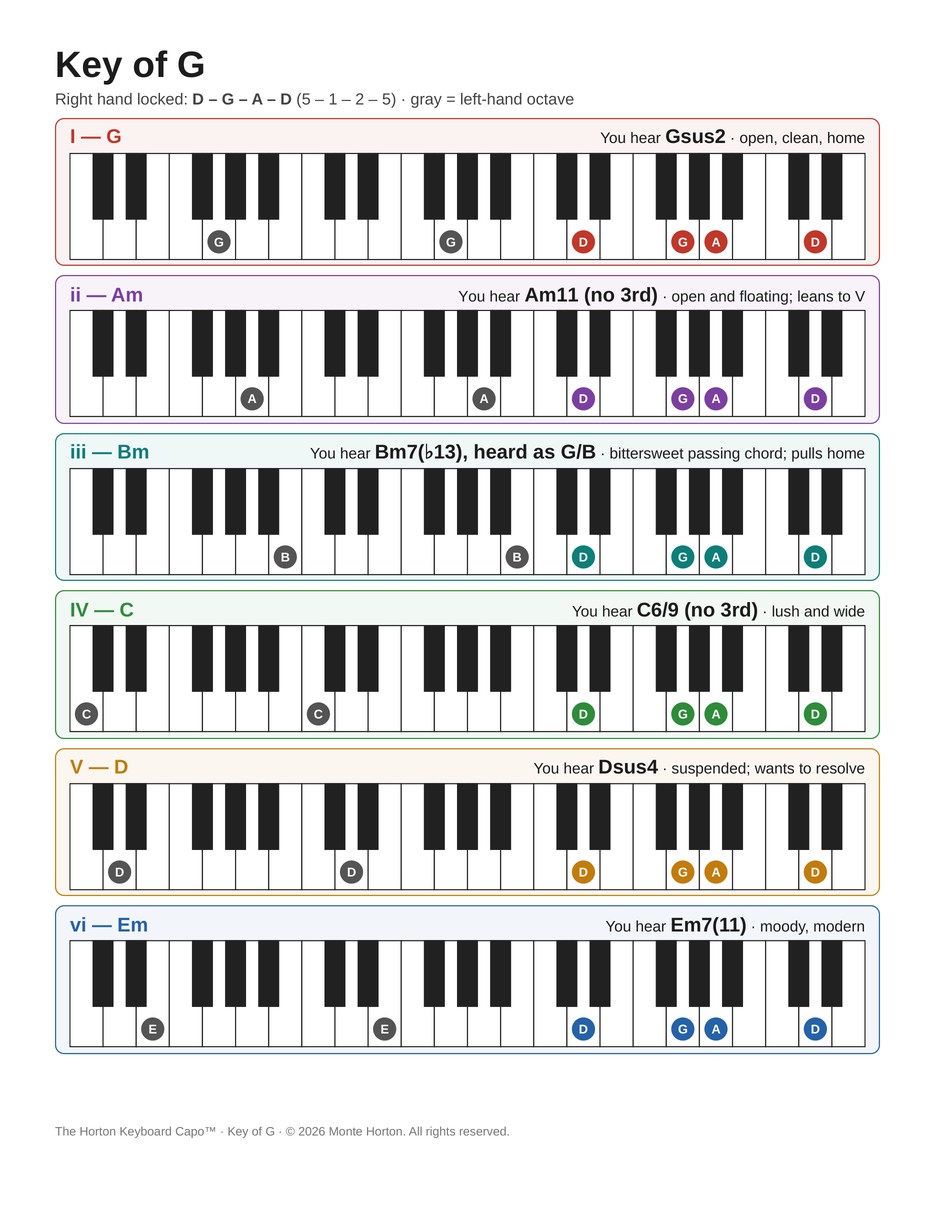 Key of G
Right hand locked: D – G – A – D (5 – 1 – 2 – 5) · gray = left-hand octave
I — G You hear Gsus2 · open, clean, home
G G D G A D
ii — Am You hear Am11 (no 3rd) · open and floating; leans to V
A A D G A D
iii — Bm You hear Bm7(♭13), heard as G/B · bittersweet passing chord; pulls home
B B D G A D
IV — C You hear C6/9 (no 3rd) · lush and wide
C C D G A D
V — D You hear Dsus4 · suspended; wants to resolve
D D D G A D
vi — Em You hear Em7(11) · moody, modern
E E D G A D
The Horton Keyboard Capo™ · Key of G · © 2026 Monte Horton. All rights reserved.